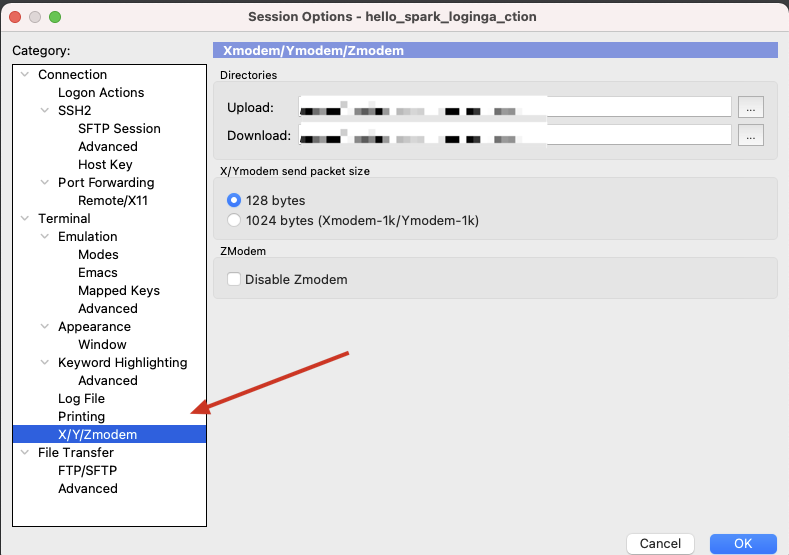 Session Options - hello_spark_loginga_ction
Category:
Connection
Logon Actions
SSH2
SFTP Session
Advanced
Host Key
Port Forwarding
Remote/X11
Terminal
Emulation
Modes
Emacs
Mapped Keys
Advanced
Appearance
Window
Keyword Highlighting
Advanced
Log File
Printing
X/Y/Zmodem
File Transfer
FTP/SFTP
Advanced
Xmodem/Ymodem/Zmodem
Directories
Upload:
...
Download:
...
X/Ymodem send packet size
128 bytes
1024 bytes (Xmodem-1k/Ymodem-1k)
ZModem
Disable Zmodem
Cancel
OK